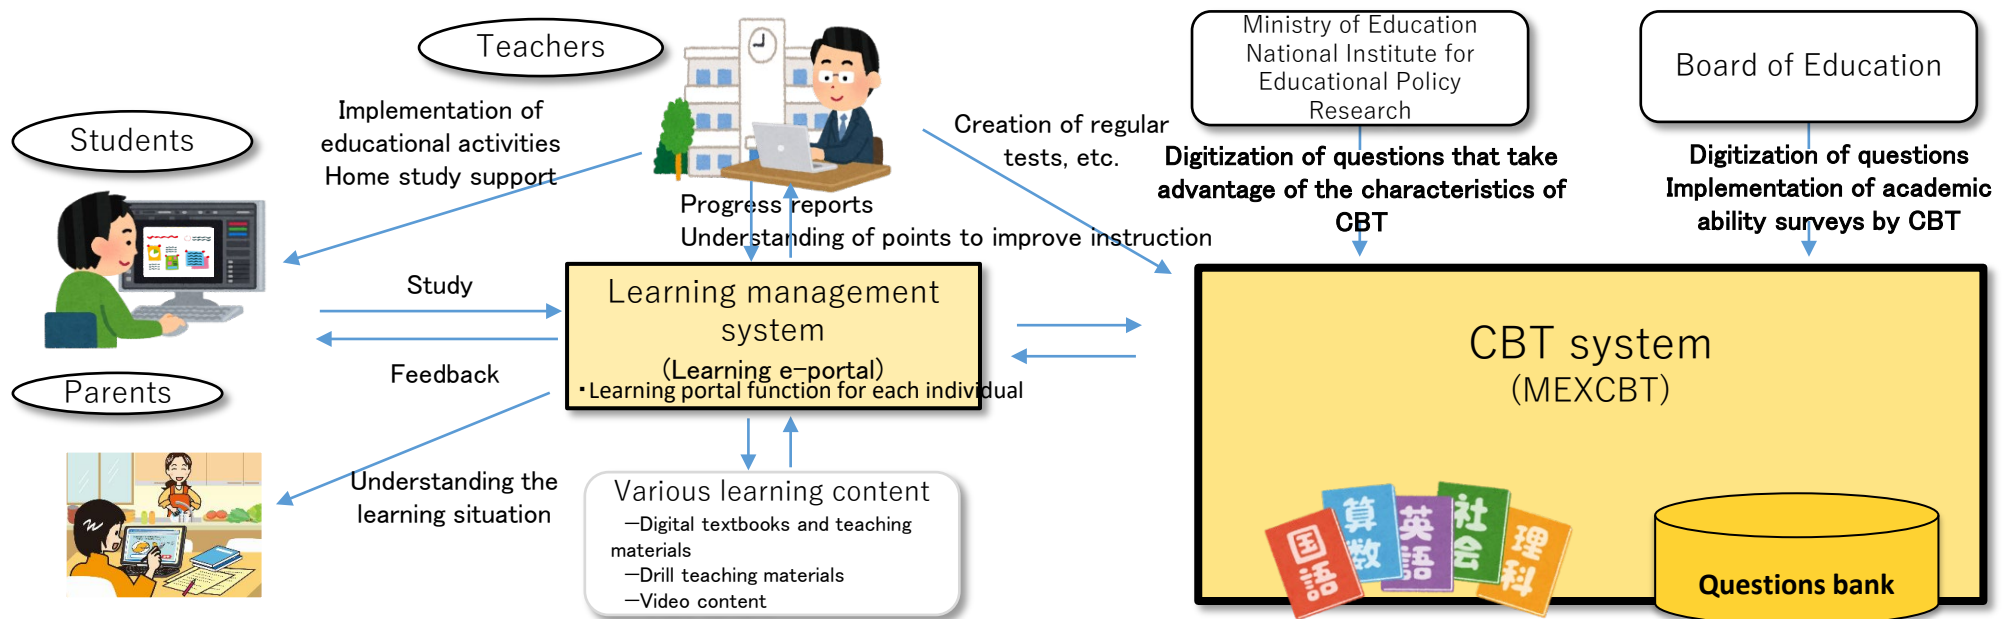 Teachers
Ministry of Education
National Institute for
Educational Policy
Research
Board of Education
Students
Implementation of
educational activities
Home study support
Creation of regular
tests, etc.
Digitization of questions that take
advantage of the characteristics of
CBT
Digitization of questions
Implementation of academic
ability surveys by CBT
Progress reports
Understanding of points to improve instruction
Study
Feedback
Learning management
system
(Learning e-portal)
・Learning portal function for each individual
CBT system
(MEXCBT)
Parents
Understanding the
learning situation
Various learning content
—Digital textbooks and teaching
materials
—Drill teaching materials
—Video content
国語
算数
英語
社会
理科
Questions bank